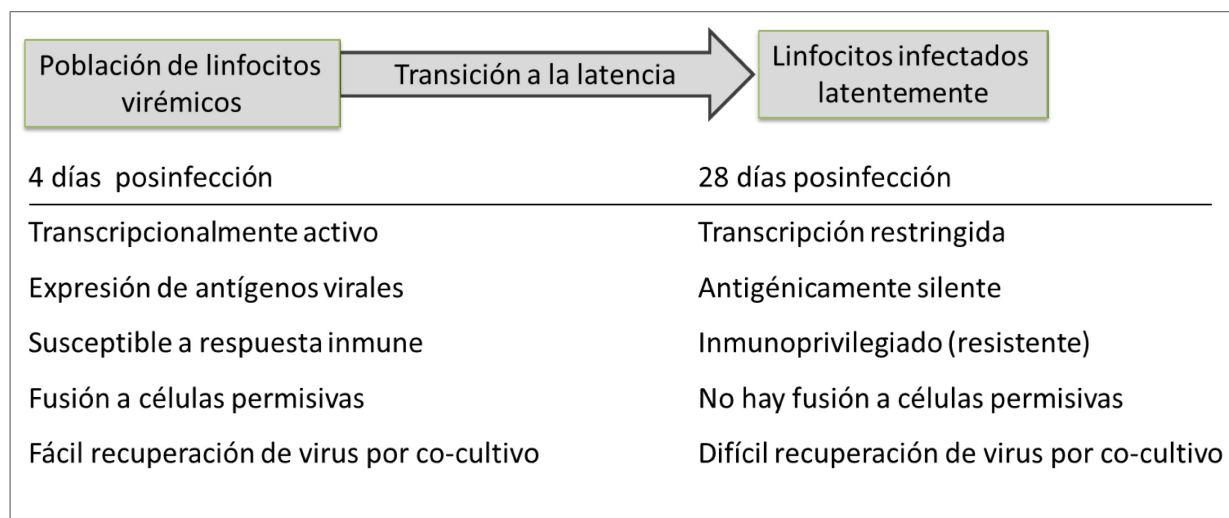 Población de linfocitos
virémicos
Transición a la latencia
Linfocitos infectados
latentemente
4 días  posinfección
28 días posinfección
Transcripcionalmente activo
Transcripción restringida
Expresión de antígenos virales
Antigénicamente silente
Susceptible a respuesta inmune
Inmunoprivilegiado (resistente)
Fusión a células permisivas
No hay fusión a células permisivas
Fácil recuperación de virus por co-cultivo
Difícil recuperación de virus por co-cultivo